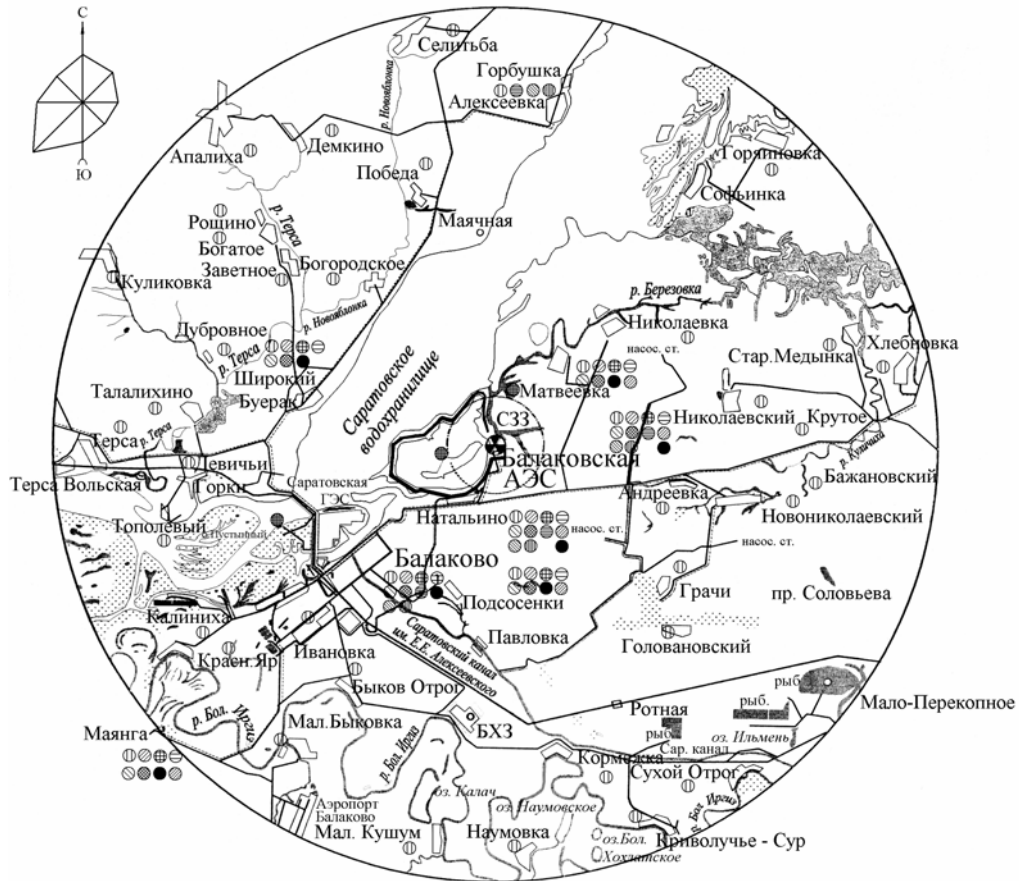 С
Селитьба
Горбушка
Алексеевка
р. Новояблонка
Ю
Апалиха
Демкино
Победа
Горяиновка
Софьинка
Маячная
Рощино
р. Терса
Богатое
Заветное
Богородское
Куликовка
р. Новояблонка
р. Березовка
Николаевка
насос. ст.
Дубровное
р. Терса
Широкий
Буерак
Саратовское
водохранилище
Стар.Медынка
Хлебновка
Талалихино
Матвеевка
СЗЗ
Николаевский
Крутое
Терса
р. Терса
Девичьи
Горки
Терса Вольская
Балаковская
АЭС
р. Кулечиха
Бажановский
Саратовская
ГЭС
Андреевка
Новониколаевский
Тополевый
Натальино
насос. ст.
насос. ст.
Балаково
Грачи
пр. Соловьева
Подсосенки
Калиниха
Павловка
Головановский
Красн.Яр
Ивановка
Саратовский канал
им. Е.Е. Алексеевского
Быков Отрог
рыб.
рыб.
Мало-Перекопное
р. Бол. Иргиз
Мал.Быковка
БХЗ
Ротная
рыб
оз. Ильмень
Маянга
р. Бол. Иргиз
Сар. канал
Кормежка
Сухой Отрог
оз. Калач
оз. Наумовское
р. Бол. Иргиз
Аэропорт
Балаково
Мал. Кушум
Наумовка
оз.Бол.
Хохлатское
Криволучье - Сур